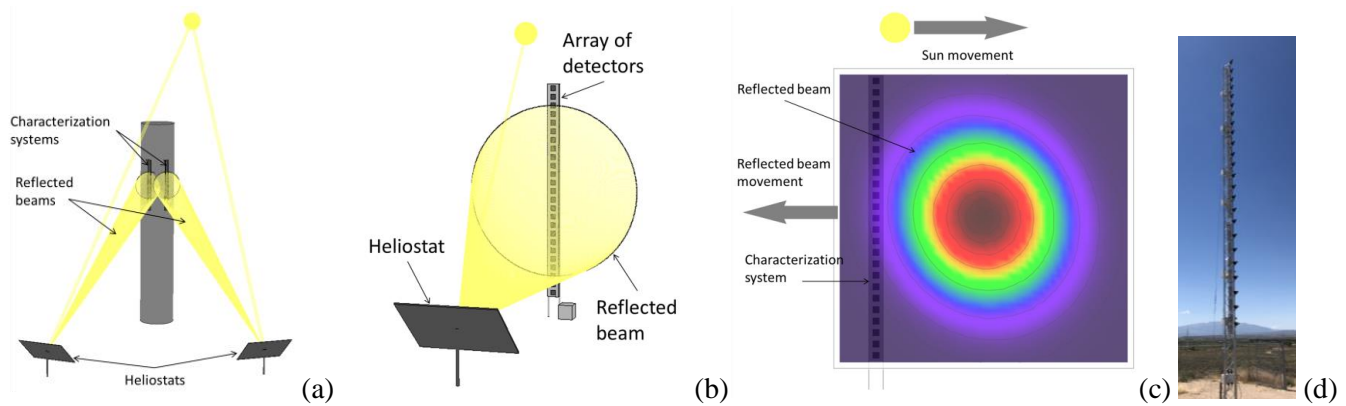 Characterization
systems
Reflected
beams
Heliostats
(a)
Array of
detectors
Heliostat
Reflected
beam
(b)
Sun movement
Reflected beam
Reflected beam
movement
Characterization
system
(c)
(d)